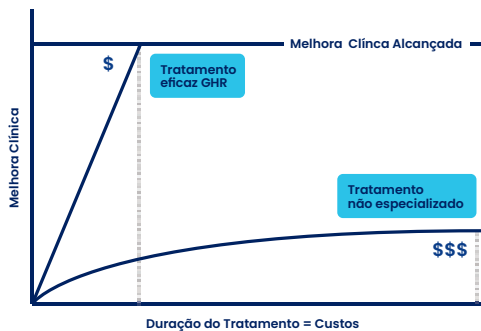 Melhora Clínca Alcançada
$
Tratamento
eficaz GHR
Melhora Clínica
Tratamento
não especializado
$$$
Duração do Tratamento = Custos